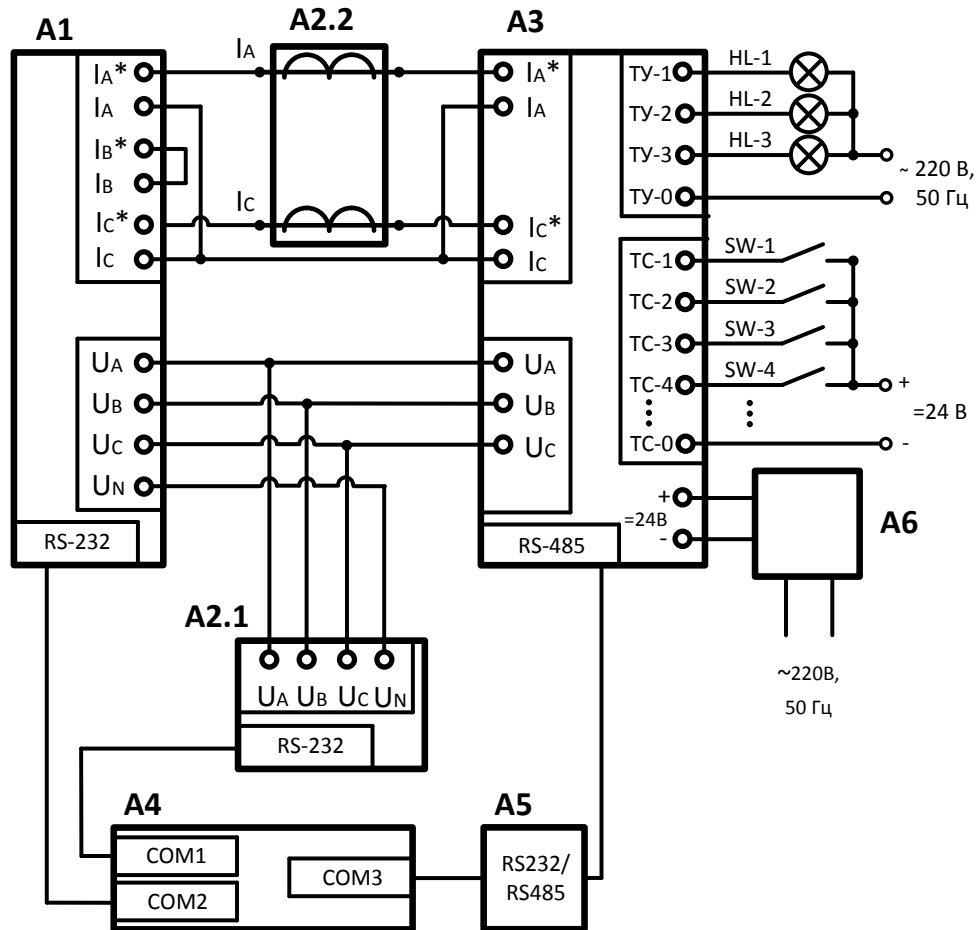 A1
A2.2
A3
IA*
IA
IB*
IB
IC*
IC
UA
UB
UC
UN
RS-232
IA
IC
IA*
IA
IC*
IC
UA
UB
UC
RS-485
ТУ-1
ТУ-2
ТУ-3
ТУ-0
HL-1
HL-2
HL-3
~ 220 В,
50 Гц
ТС-1
ТС-2
ТС-3
ТС-4
ТС-0
SW-1
SW-2
SW-3
SW-4
+
=24 В
-
+
=24В
-
A6
~220В,
50 Гц
A2.1
UA UB UC UN
RS-232
A4
COM1
COM2
COM3
A5
RS232/
RS485